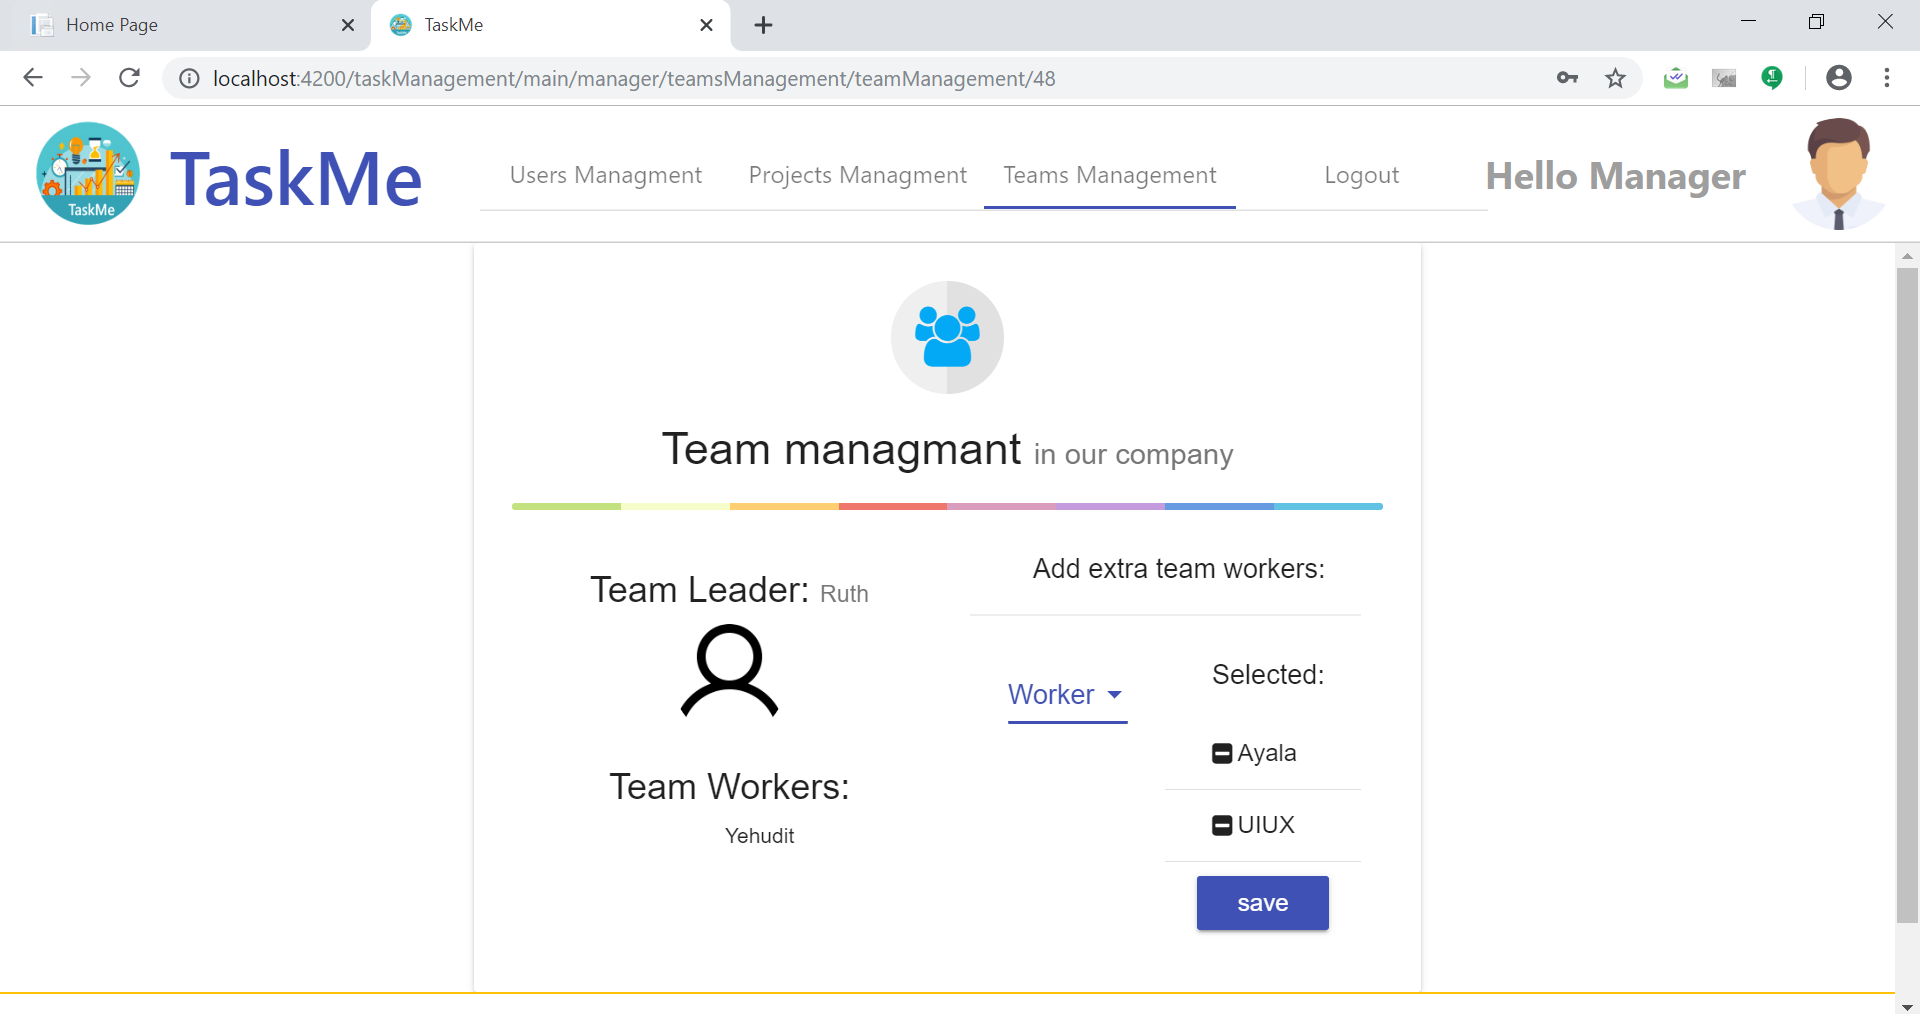 Home Page
TaskMe
localhost:4200/taskManagement/main/manager/teamsManagement/teamManagement/48
TaskMe
TaskMe
Users Managment
Projects Managment
Teams Management
Logout
Hello Manager
Team managmant in our company
Team Leader: Ruth
Team Workers:
Yehudit
Add extra team workers:
Worker
Selected:
Ayala
UIUX
save